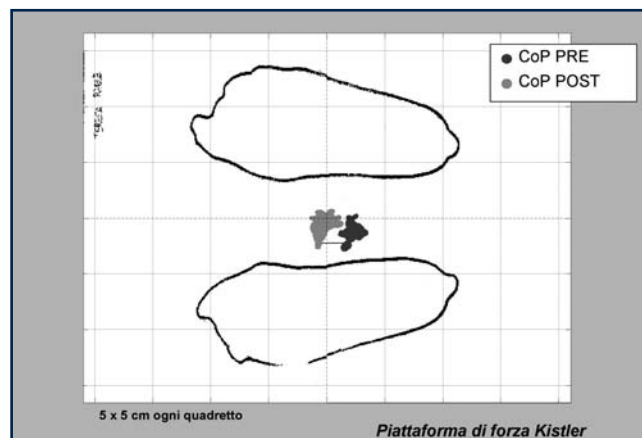 CoP PRE
CoP POST
5 x 5 cm ogni quadretto
Piattaforma di forza Kistler